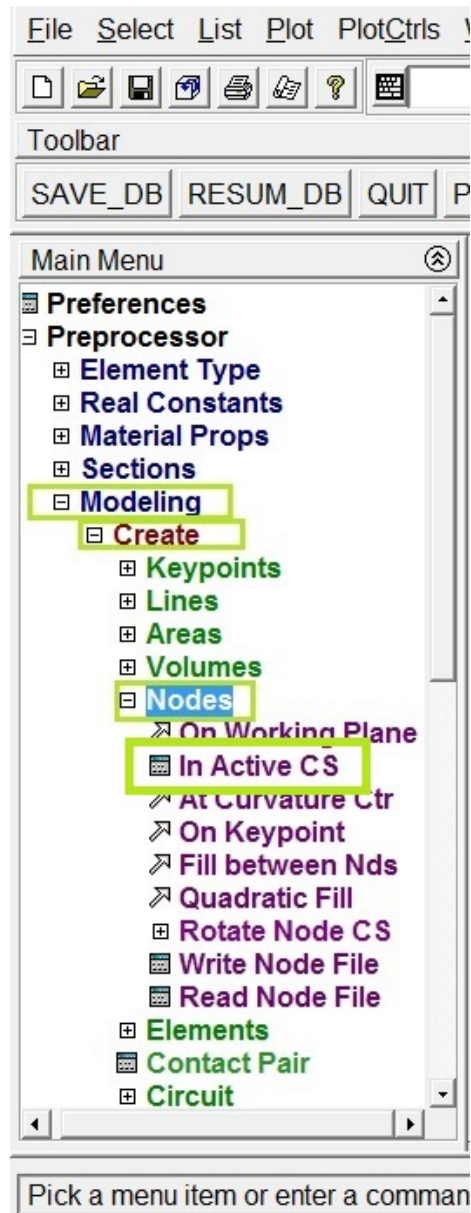 File Select List Plot PlotCtrls
Toolbar
SAVE_DB RESUM_DB QUIT
Main Menu
Preferences
Preprocessor
Element Type
Real Constants
Material Props
Sections
Modeling
Create
Keypoints
Lines
Areas
Volumes
Nodes
On Working Plane
In Active CS
At Curvature Ctr
On Keypoint
Fill between Nds
Quadratic Fill
Rotate Node CS
Write Node File
Read Node File
Elements
Contact Pair
Circuit
Pick a menu item or enter a comman